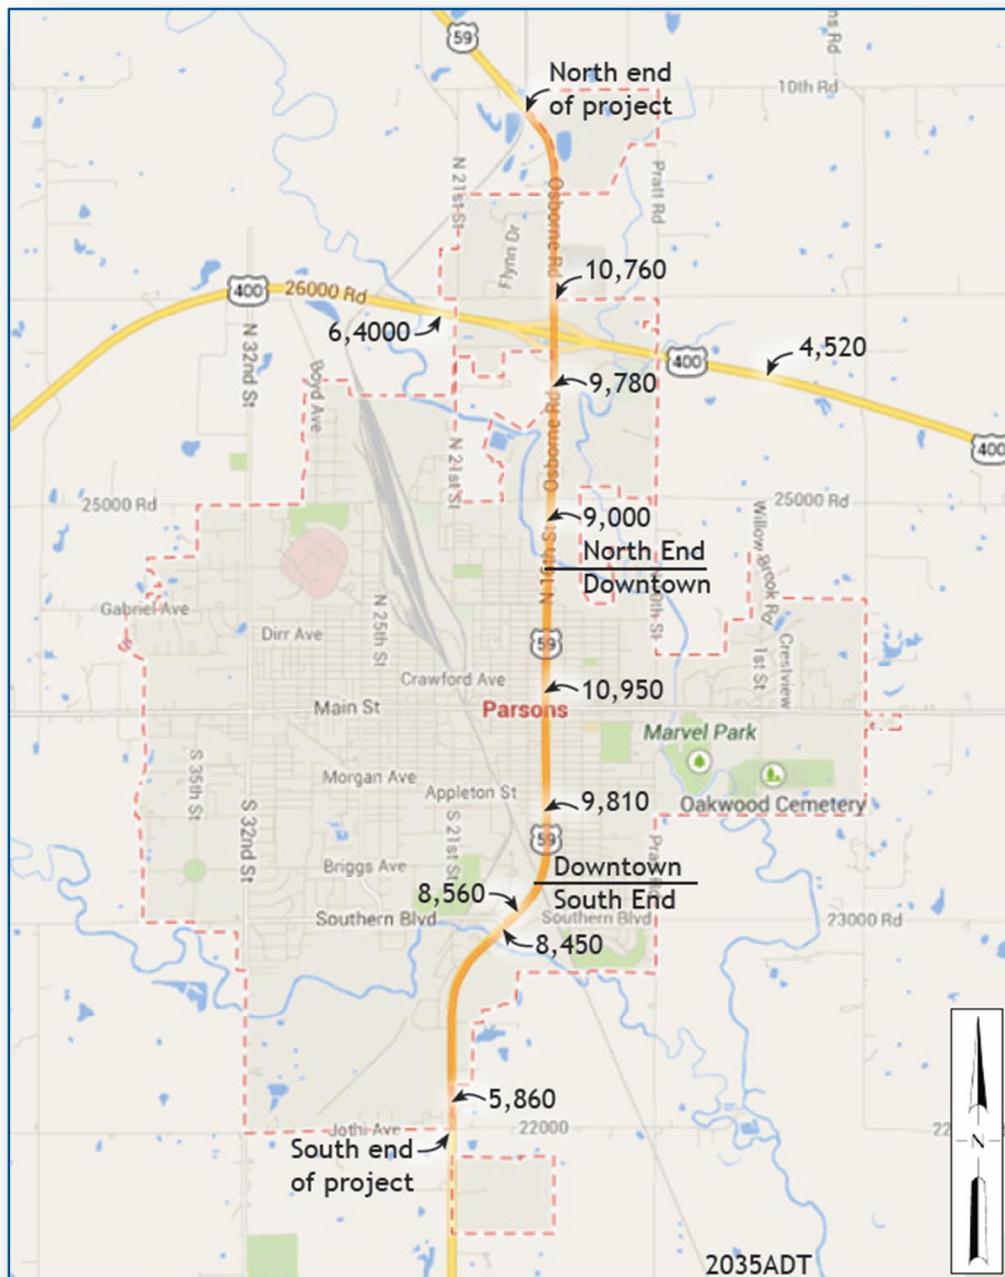 59
North end
of project
10th Rd
ns Rd
N 21st St
Pratt Rd
Osborne Rd
Flynn Dr
10,760
400
26000 Rd
6,4000
4,520
400
N 32nd St
Boyd Ave
9,780
Osborne Rd
400
N 21st St
25000 Rd
25000 Rd
9,000
North End
Downtown
N 16th St
Willow Brook Rd
Gabriel Ave
N 25th St
Dirr Ave
59
1st St
Crestview
Crawford Ave
10,950
Main St
Parsons
Marvel Park
S 35th St
Morgan Ave
Appleton St
9,810
Oakwood Cemetery
S 32nd St
S 21st St
59
Briggs Ave
Downtown
South End
8,560
Southern Blvd
Southern Blvd
23000 Rd
8,450
5,860
Jothi Ave
22000
22
South end
of project
N
2035ADT